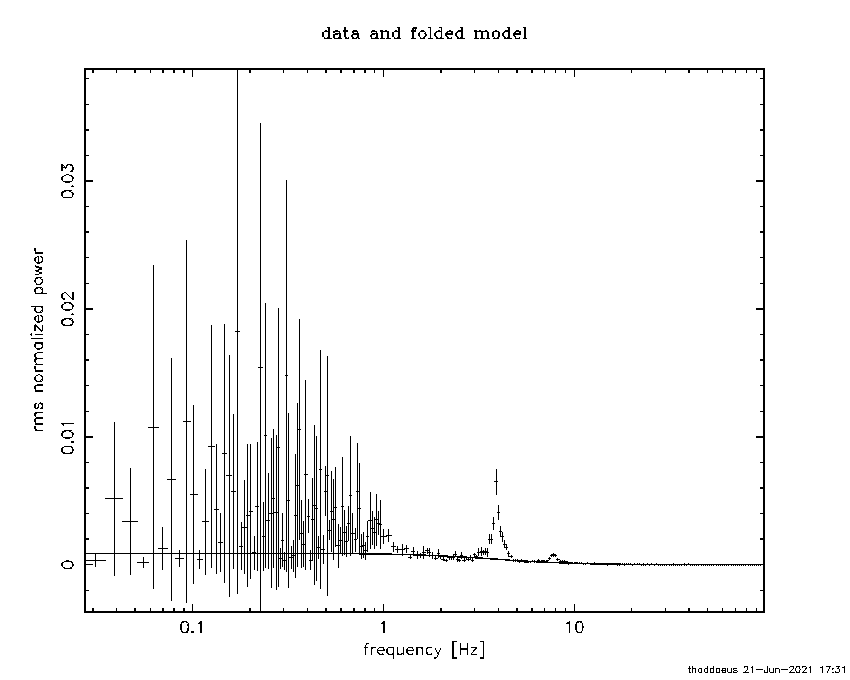 data and folded model
rms normalized power
0.03
0.02
0.01
0
0.1
1
10
frequency [Hz]
thaddaeus 21-Jun-2021 17:31